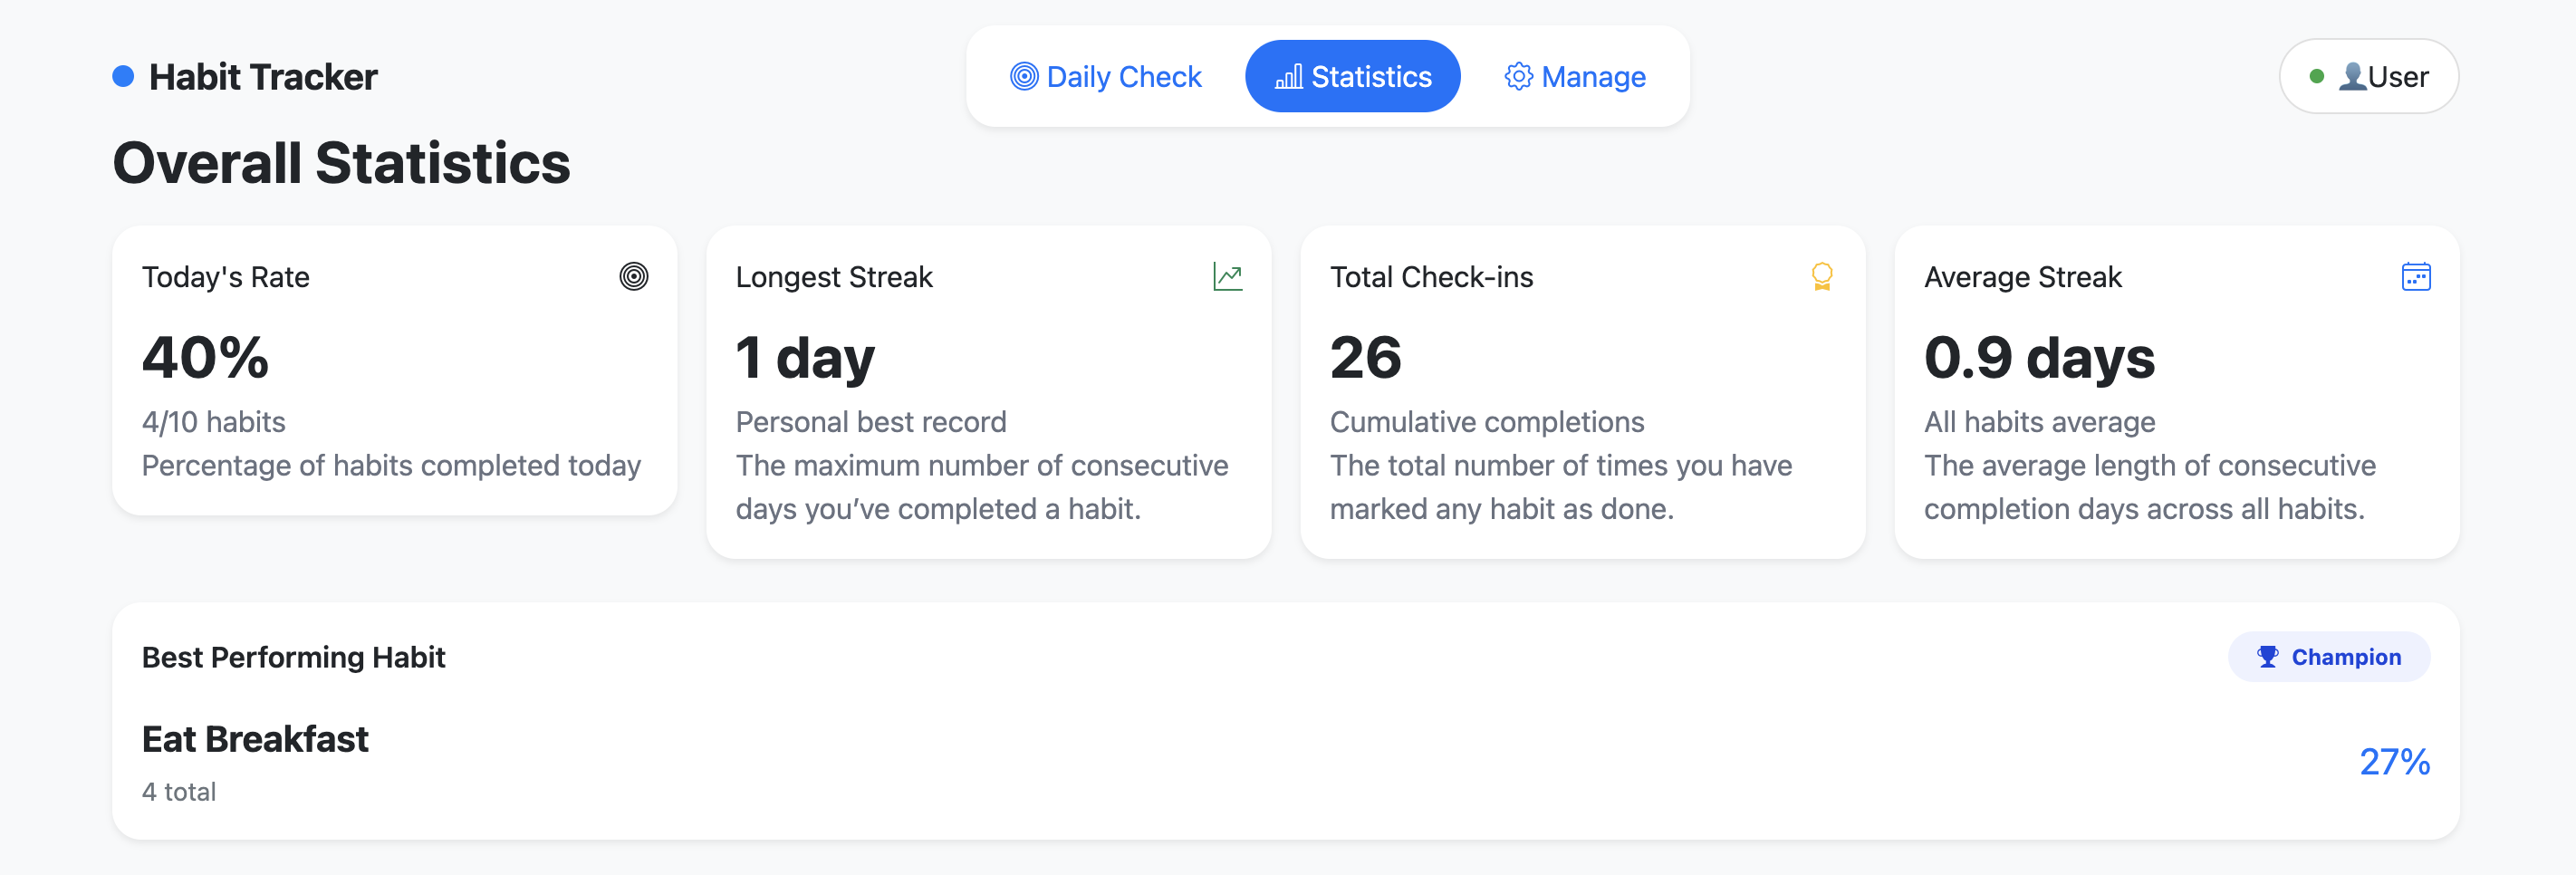 Habit Tracker
Daily Check
Statistics
Manage
User
Overall Statistics
Today's Rate
40%
4/10 habits
Percentage of habits completed today
Longest Streak
1 day
Personal best record
The maximum number of consecutive
days you’ve completed a habit.
Total Check-ins
26
Cumulative completions
The total number of times you have
marked any habit as done.
Average Streak
0.9 days
All habits average
The average length of consecutive
completion days across all habits.
Best Performing Habit
Champion
Eat Breakfast
4 total
27%